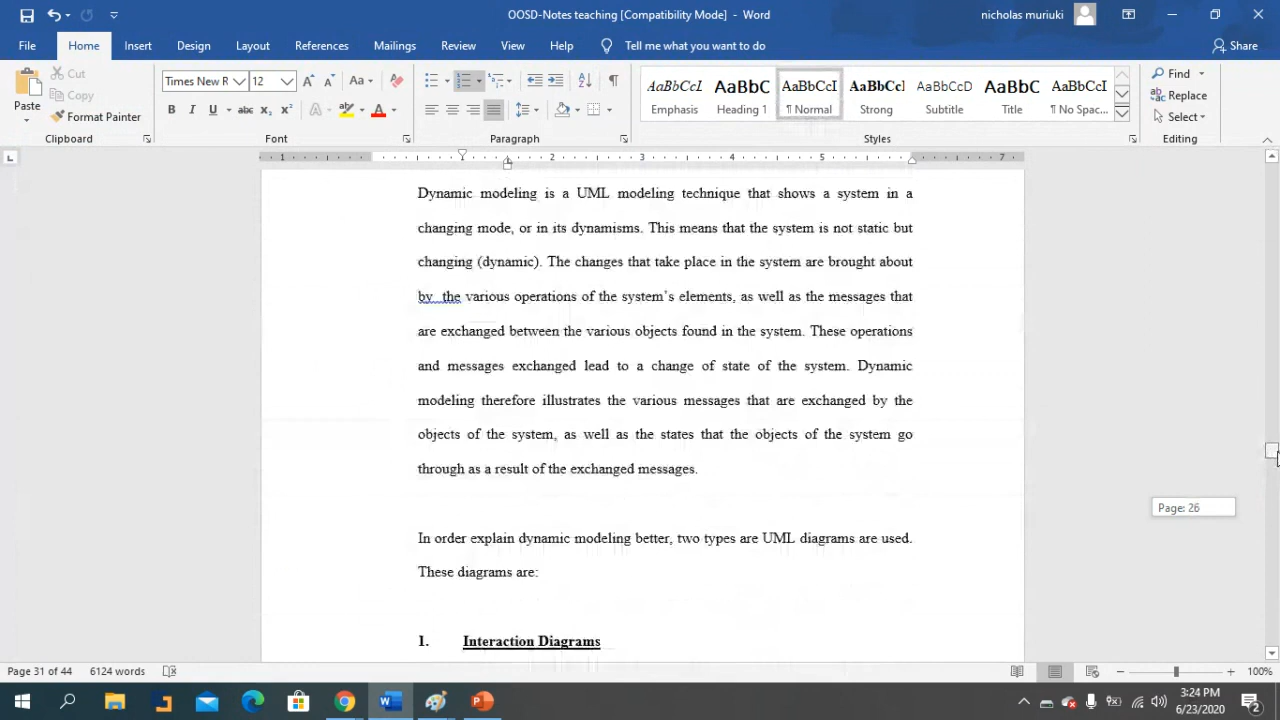 OOSD-Notes teaching [Compatibility Mode] - Word
nicholas muriuki
File Home Insert Design Layout References Mailings Review View Help Tell me what you want to do Share
Paste
Cut
Copy
Format Painter
Clipboard
Times New R 12
Font
Paragraph
AaBbCcI AaBbC AaBbCcI AaBbCcI AaBbCcD AaBbC AaBbCcI
Emphasis Heading 1 ¶ Normal Strong Subtitle Title ¶ No Spac...
Styles
Find
Replace
Select
Editing
1 2 3 4 5 7
Dynamic modeling is a UML modeling technique that shows a system in a
changing mode, or in its dynamisms. This means that the system is not static but
changing (dynamic). The changes that take place in the system are brought about
by the various operations of the system's elements, as well as the messages that
are exchanged between the various objects found in the system. These operations
and messages exchanged lead to a change of state of the system. Dynamic
modeling therefore illustrates the various messages that are exchanged by the
objects of the system, as well as the states that the objects of the system go
through as a result of the exchanged messages.
In order explain dynamic modeling better, two types are UML diagrams are used.
These diagrams are:
1. Interaction Diagrams
Page: 26
Page 31 of 44 6124 words 100%
3:24 PM
6/23/2020
2